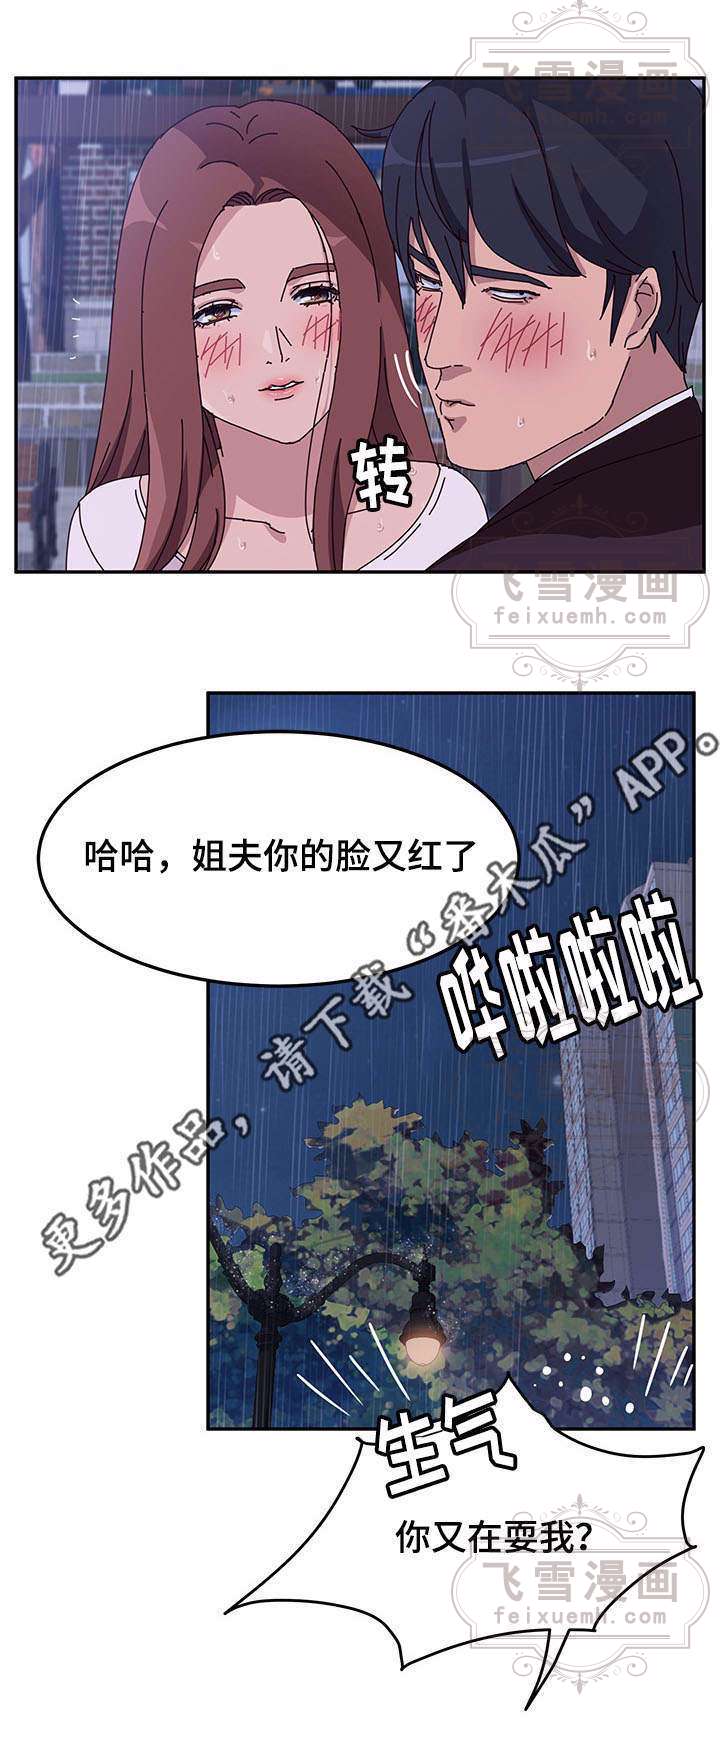 飞雪漫画
feixuemh.com
转
飞雪漫画
feixuemh.com
哈哈，姐夫你的脸又红了
哗啦啦啦
更多作品，请下载“番木瓜”APP。
生气
你又在耍我？
飞雪漫画
feixuemh.com